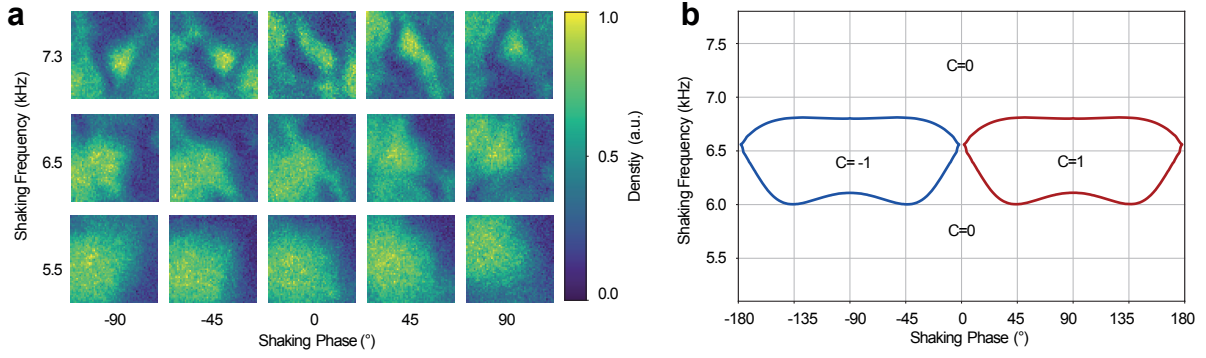 a
Shaking Frequency (kHz)
7.3
6.5
5.5
-90 -45 0 45 90
Shaking Phase (°)
1.0
0.5
0.0
Denstiy (a.u.)
b
Shaking Frequency (kHz)
7.5
7.0
6.5
6.0
5.5
C=0
C= -1
C=1
C=0
-180 -135 -90 -45 0 45 90 135 180
Shaking Phase (°)